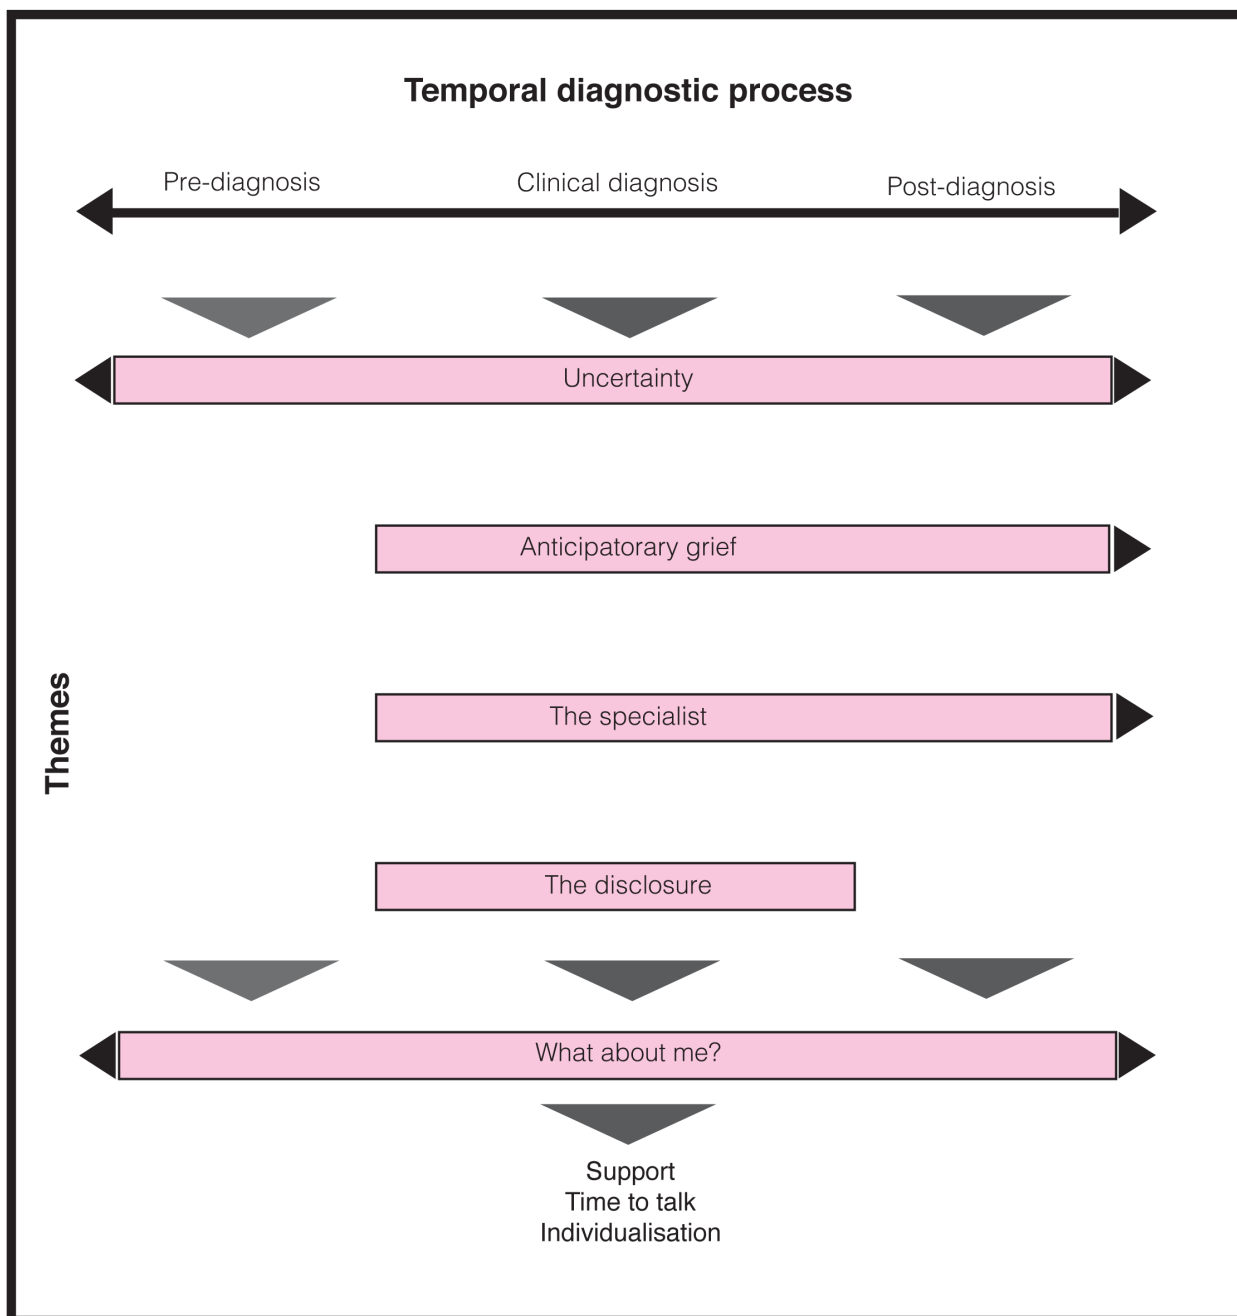 Temporal diagnostic process
Pre-diagnosis
Clinical diagnosis
Post-diagnosis
Uncertainty
Anticipatorary grief
The specialist
Themes
The disclosure
What about me?
Support
Time to talk
Individualisation